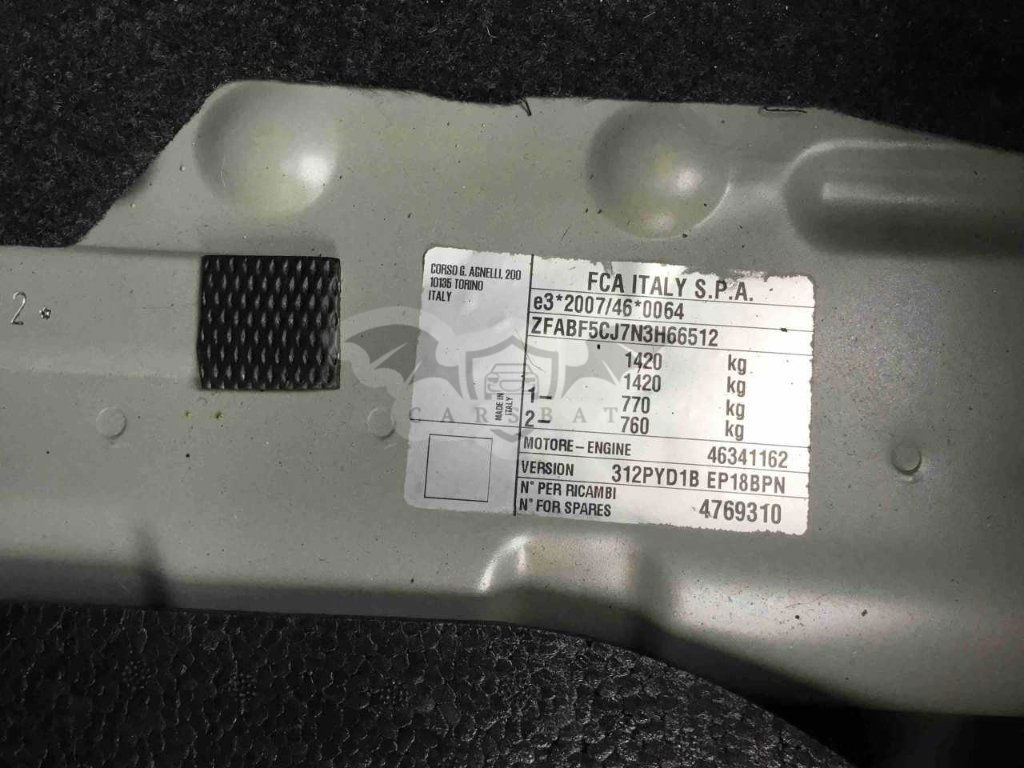 2 *
CORSO G. AGNELLI, 200
10135 TORINO
ITALY
FCA ITALY S.P.A.
e3*2007/46*0064
ZFABF5CJ7N3H66512
1420 kg
1420 kg
1– 770 kg
2– 760 kg
MADE IN
ITALY
CARSBAT
MOTORE – ENGINE 46341162
VERSION 312PYD1B EP18BPN
N° PER RICAMBI
N° FOR SPARES 4769310